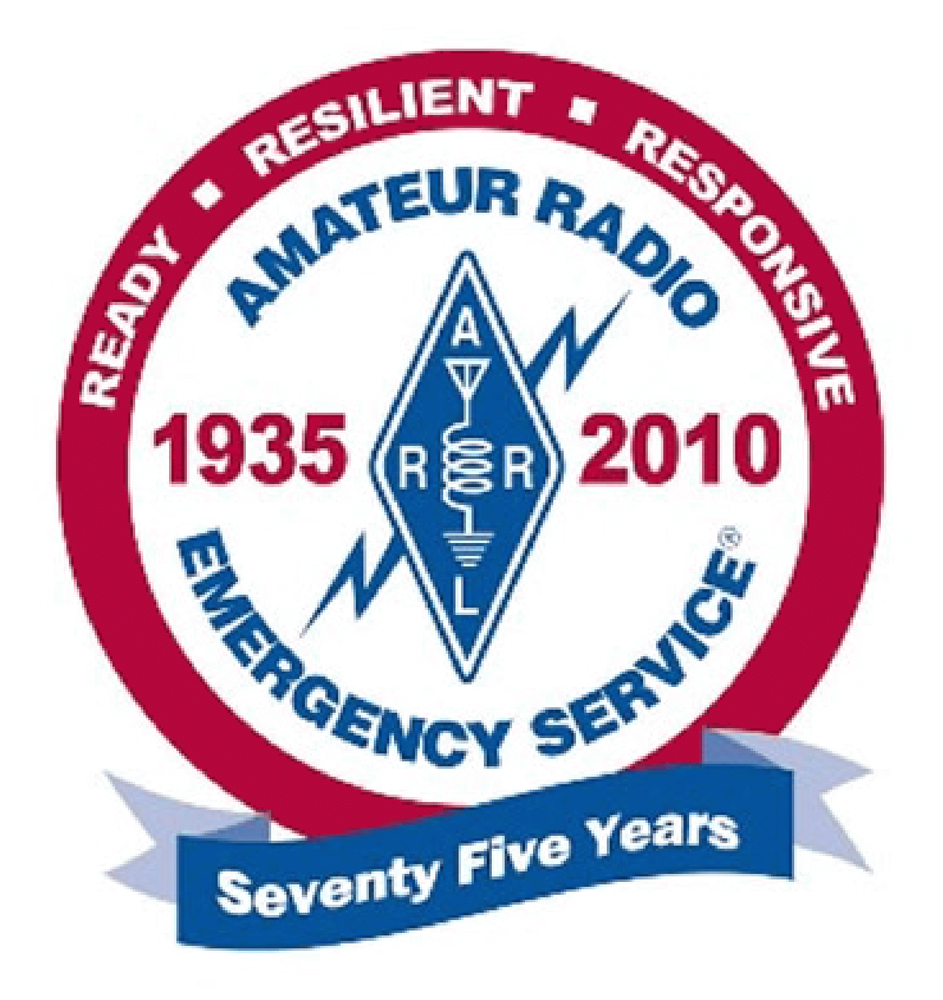 READY ▪ RESILIENT ▪ RESPONSIVE
AMATEUR RADIO
A
1935 R R 2010
L
EMERGENCY SERVICE®
Seventy Five Years